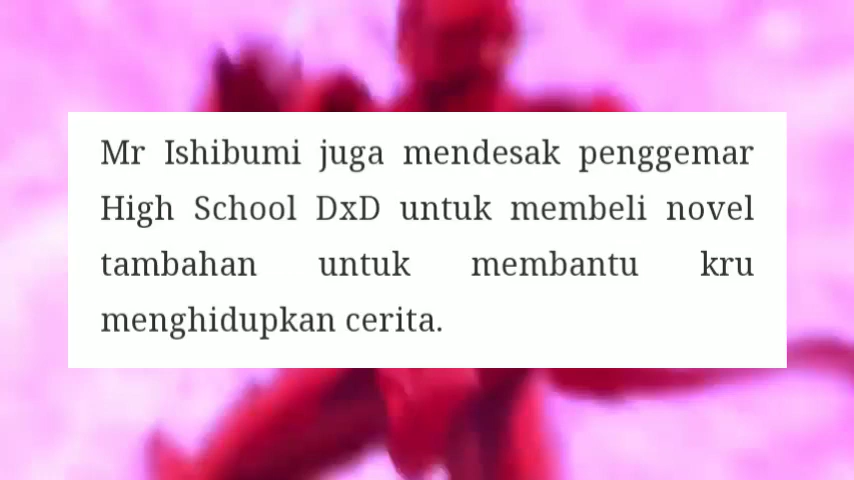 Mr Ishibumi juga mendesak penggemar
High School DxD untuk membeli novel
tambahan untuk membantu kru
menghidupkan cerita.